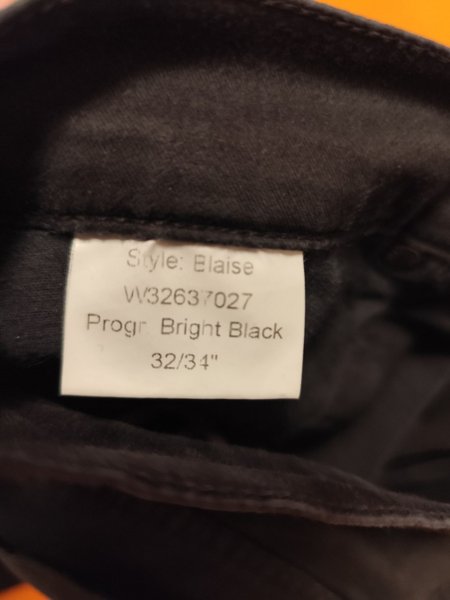 Style: Blaise
W32637027
Progr. Bright Black
32/34"